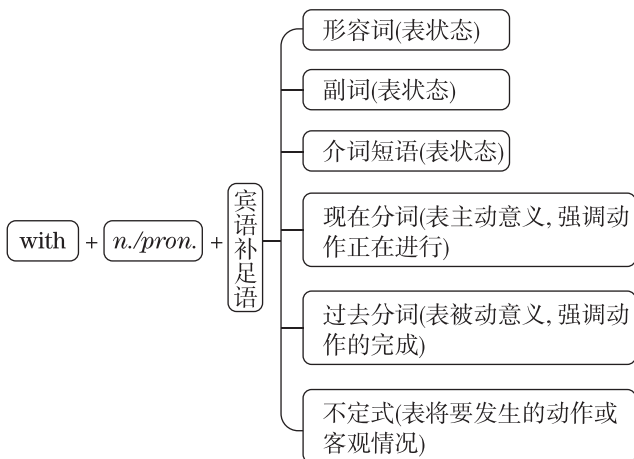 形容词(表状态)
副词(表状态)
介词短语(表状态)
with + n./pron. + 宾语补足语
现在分词(表主动意义, 强调动
作正在进行)
过去分词(表被动意义, 强调动
作的完成)
不定式(表将要发生的动作或
客观情况)